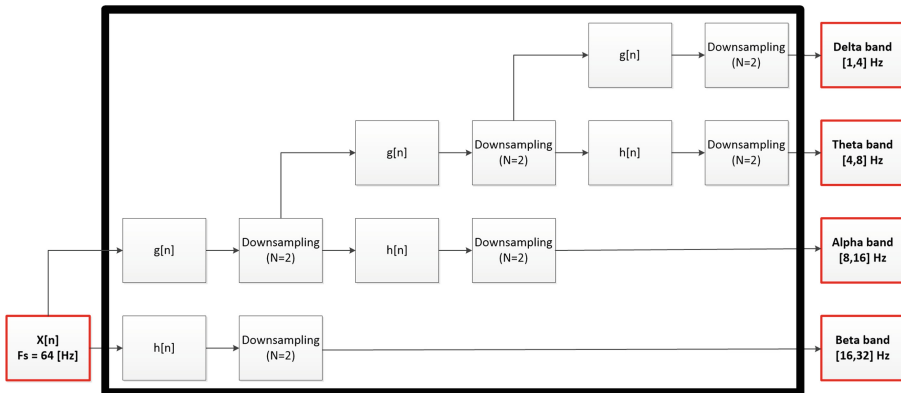 g[n]
Downsampling
(N=2)
Delta band
[1,4] Hz
g[n]
Downsampling
(N=2)
h[n]
Downsampling
(N=2)
Theta band
[4,8] Hz
g[n]
Downsampling
(N=2)
h[n]
Downsampling
(N=2)
Alpha band
[8,16] Hz
X[n]
Fs = 64 [Hz]
h[n]
Downsampling
(N=2)
Beta band
[16,32] Hz